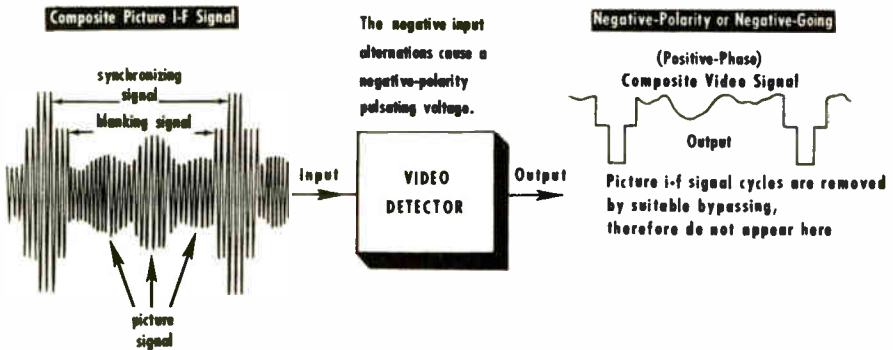 Composite Picture I-F Signal
synchronizing
signal
blanking signal
picture
signal
The negative input
alternations cause a
negative-polarity
pulsating voltage.
Input
VIDEO
DETECTOR
Output
Negative-Polarity or Negative-Going
(Positive-Phase)
Composite Video Signal
Output
Picture i-f signal cycles are removed
by suitable bypassing,
therefore do not appear here